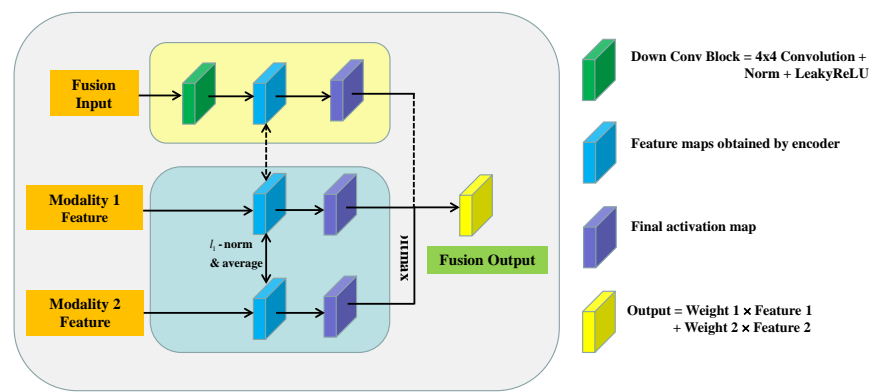 Fusion
Input
Modality 1
Feature
l₁ - norm
& average
Modality 2
Feature
Fusion Output
Down Conv Block = 4x4 Convolution +
Norm + LeakyReLU
Feature maps obtained by encoder
Final activation map
Output = Weight 1 × Feature 1
+ Weight 2 × Feature 2